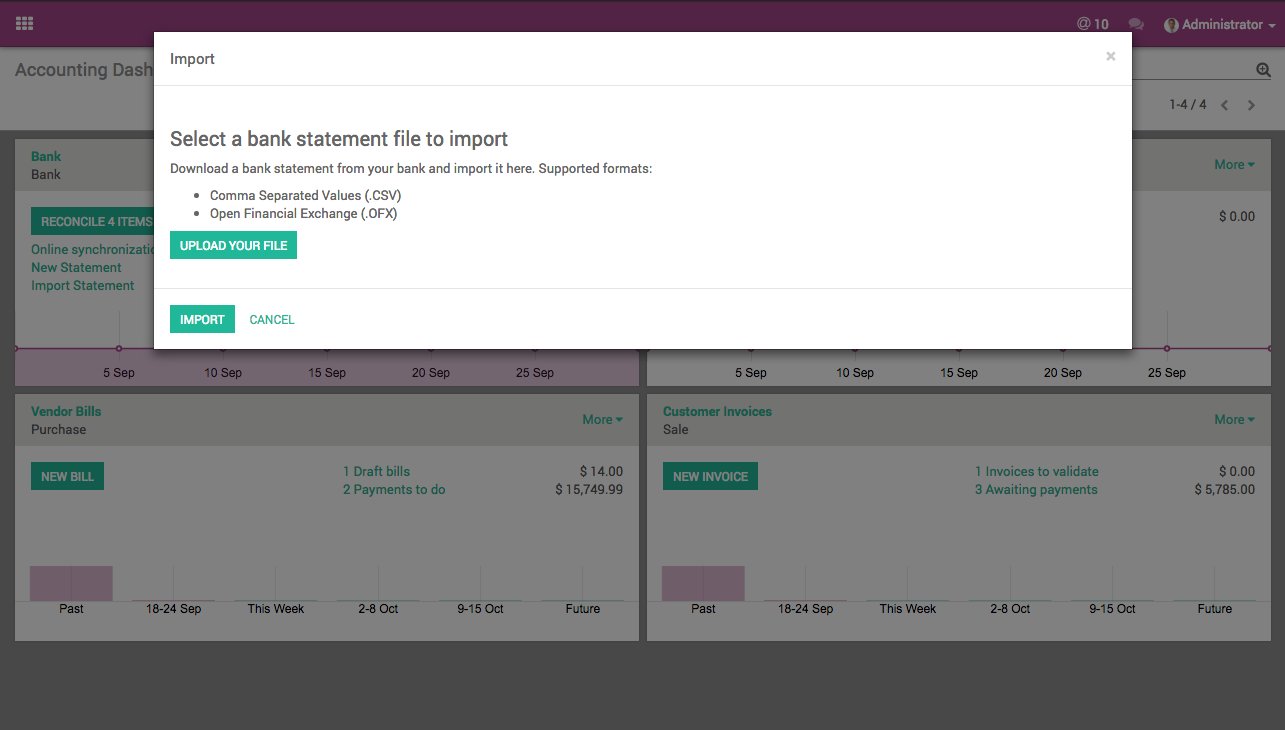 @ 10
Administrator
Import
×
Accounting Dash
1-4 / 4
Select a bank statement file to import
Download a bank statement from your bank and import it here. Supported formats:
Comma Separated Values (.CSV)
Open Financial Exchange (.OFX)
UPLOAD YOUR FILE
IMPORT
CANCEL
Bank
Bank
RECONCILE 4 ITEMS
Online synchronizatio
New Statement
Import Statement
5 Sep
10 Sep
15 Sep
20 Sep
25 Sep
More
$ 0.00
5 Sep
10 Sep
15 Sep
20 Sep
25 Sep
Vendor Bills
Purchase
More
NEW BILL
1 Draft bills
$ 14.00
2 Payments to do
$ 15,749.99
Past
18-24 Sep
This Week
2-8 Oct
9-15 Oct
Future
Customer Invoices
Sale
More
NEW INVOICE
1 Invoices to validate
$ 0.00
3 Awaiting payments
$ 5,785.00
Past
18-24 Sep
This Week
2-8 Oct
9-15 Oct
Future